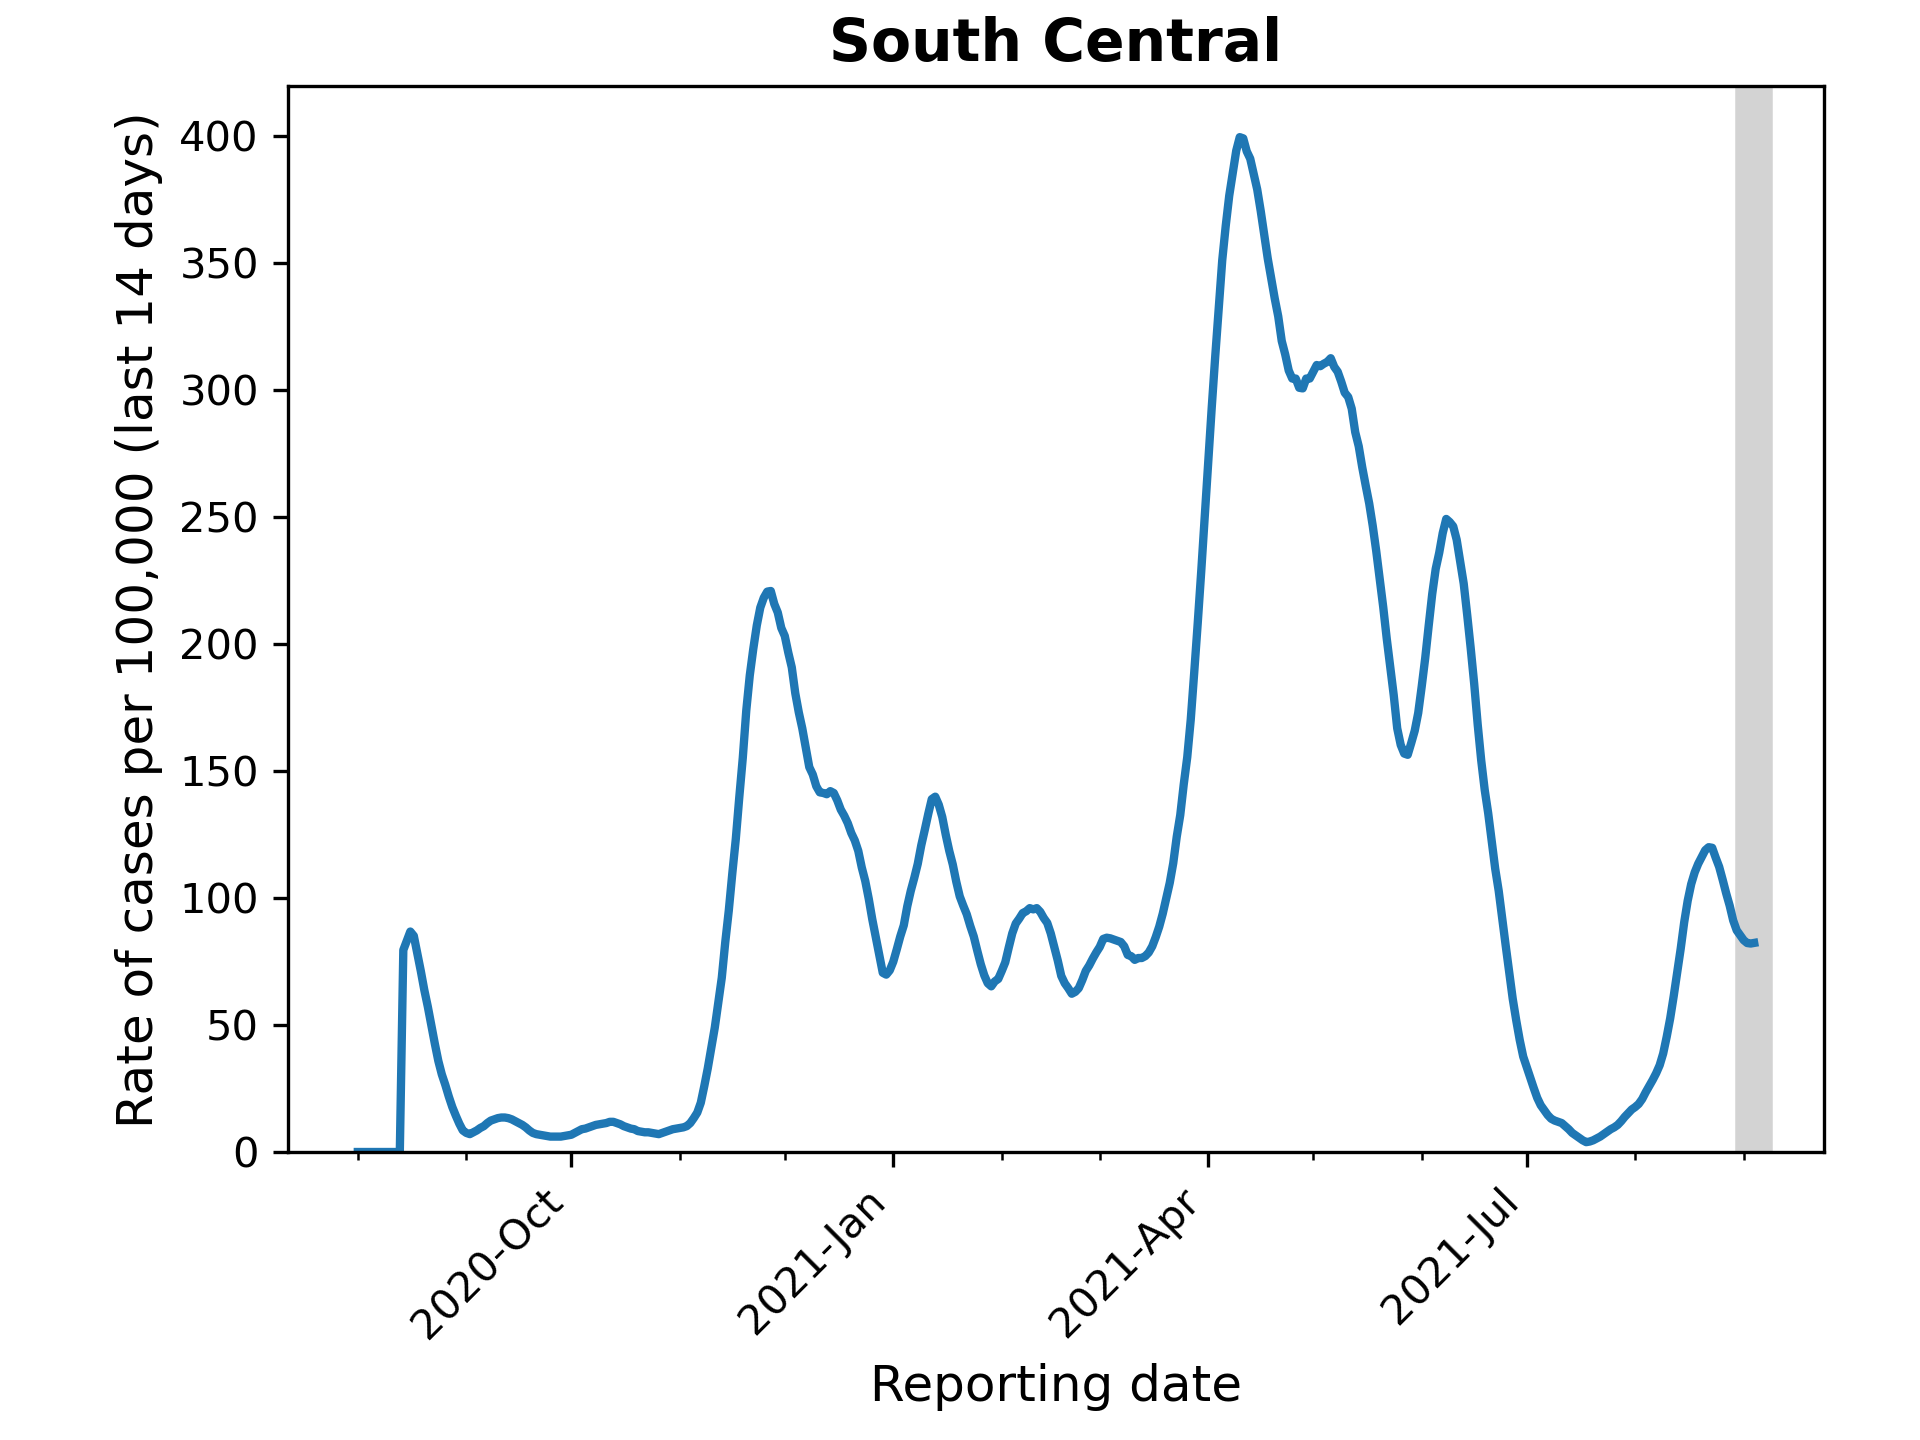 South Central
Rate of cases per 100,000 (last 14 days)
400
350
300
250
200
150
100
50
0
2020-Oct
2021-Jan
2021-Apr
2021-Jul
Reporting date